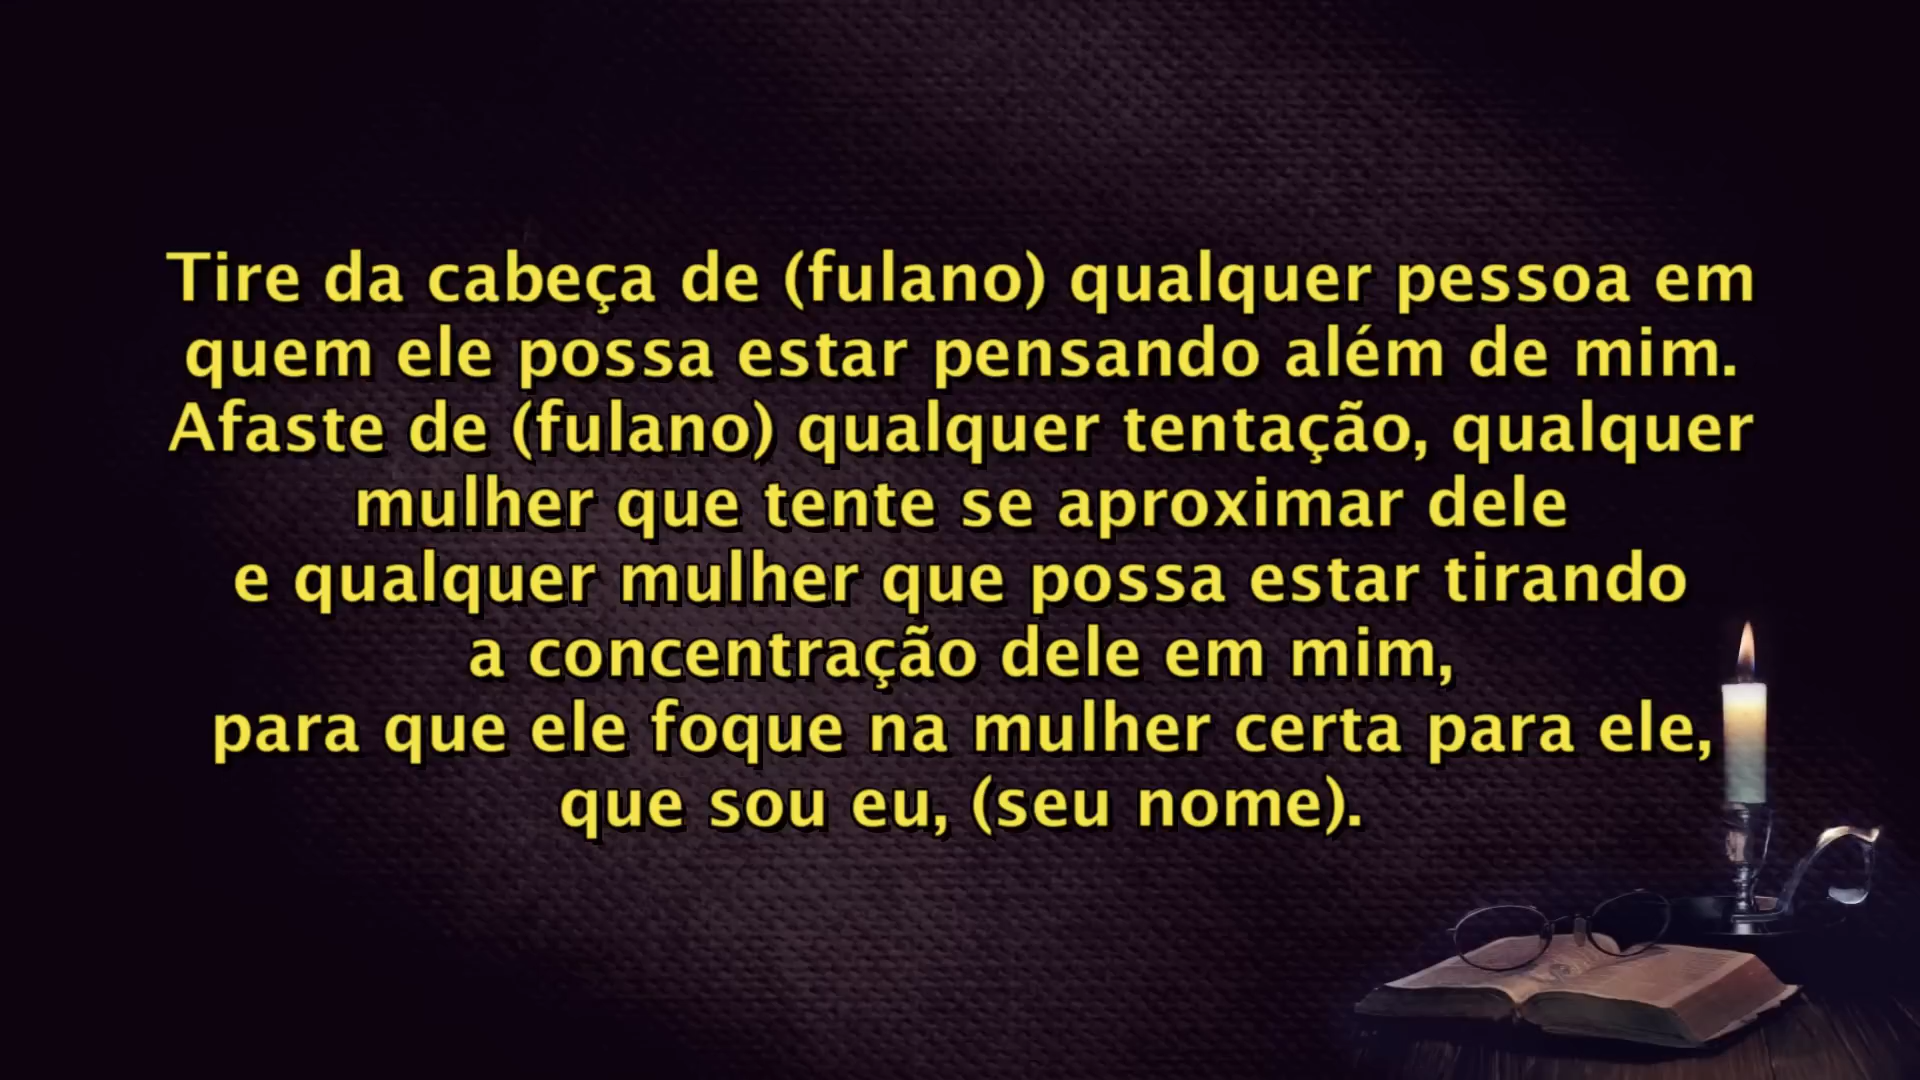 Tire da cabeça de (fulano) qualquer pessoa em
quem ele possa estar pensando além de mim.
Afaste de (fulano) qualquer tentação, qualquer
mulher que tente se aproximar dele
e qualquer mulher que possa estar tirando
a concentração dele em mim,
para que ele foque na mulher certa para ele,
que sou eu, (seu nome).